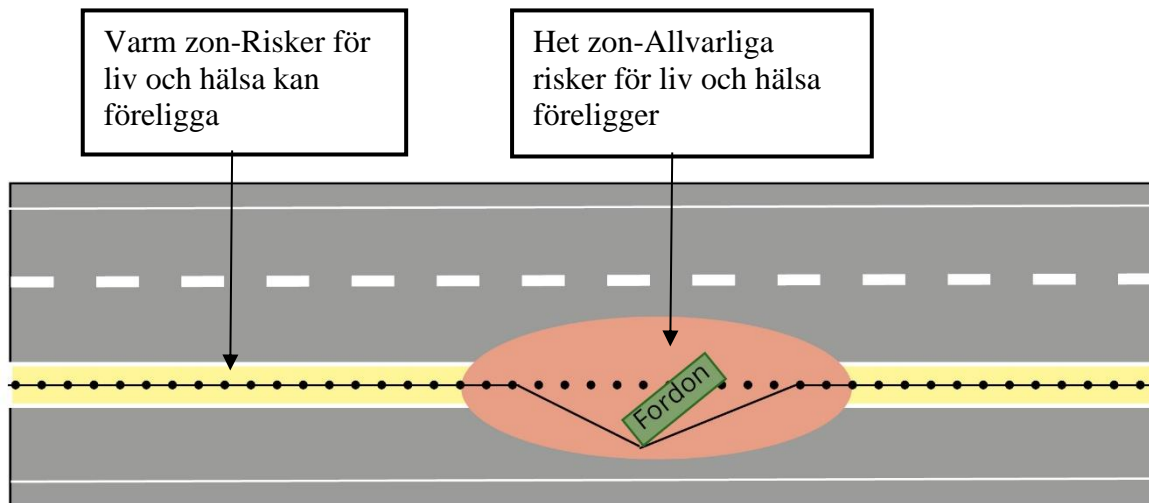 Varm zon-Risker för
liv och hälsa kan
föreligga
Het zon-Allvarliga
risker för liv och hälsa
föreligger
Fordon